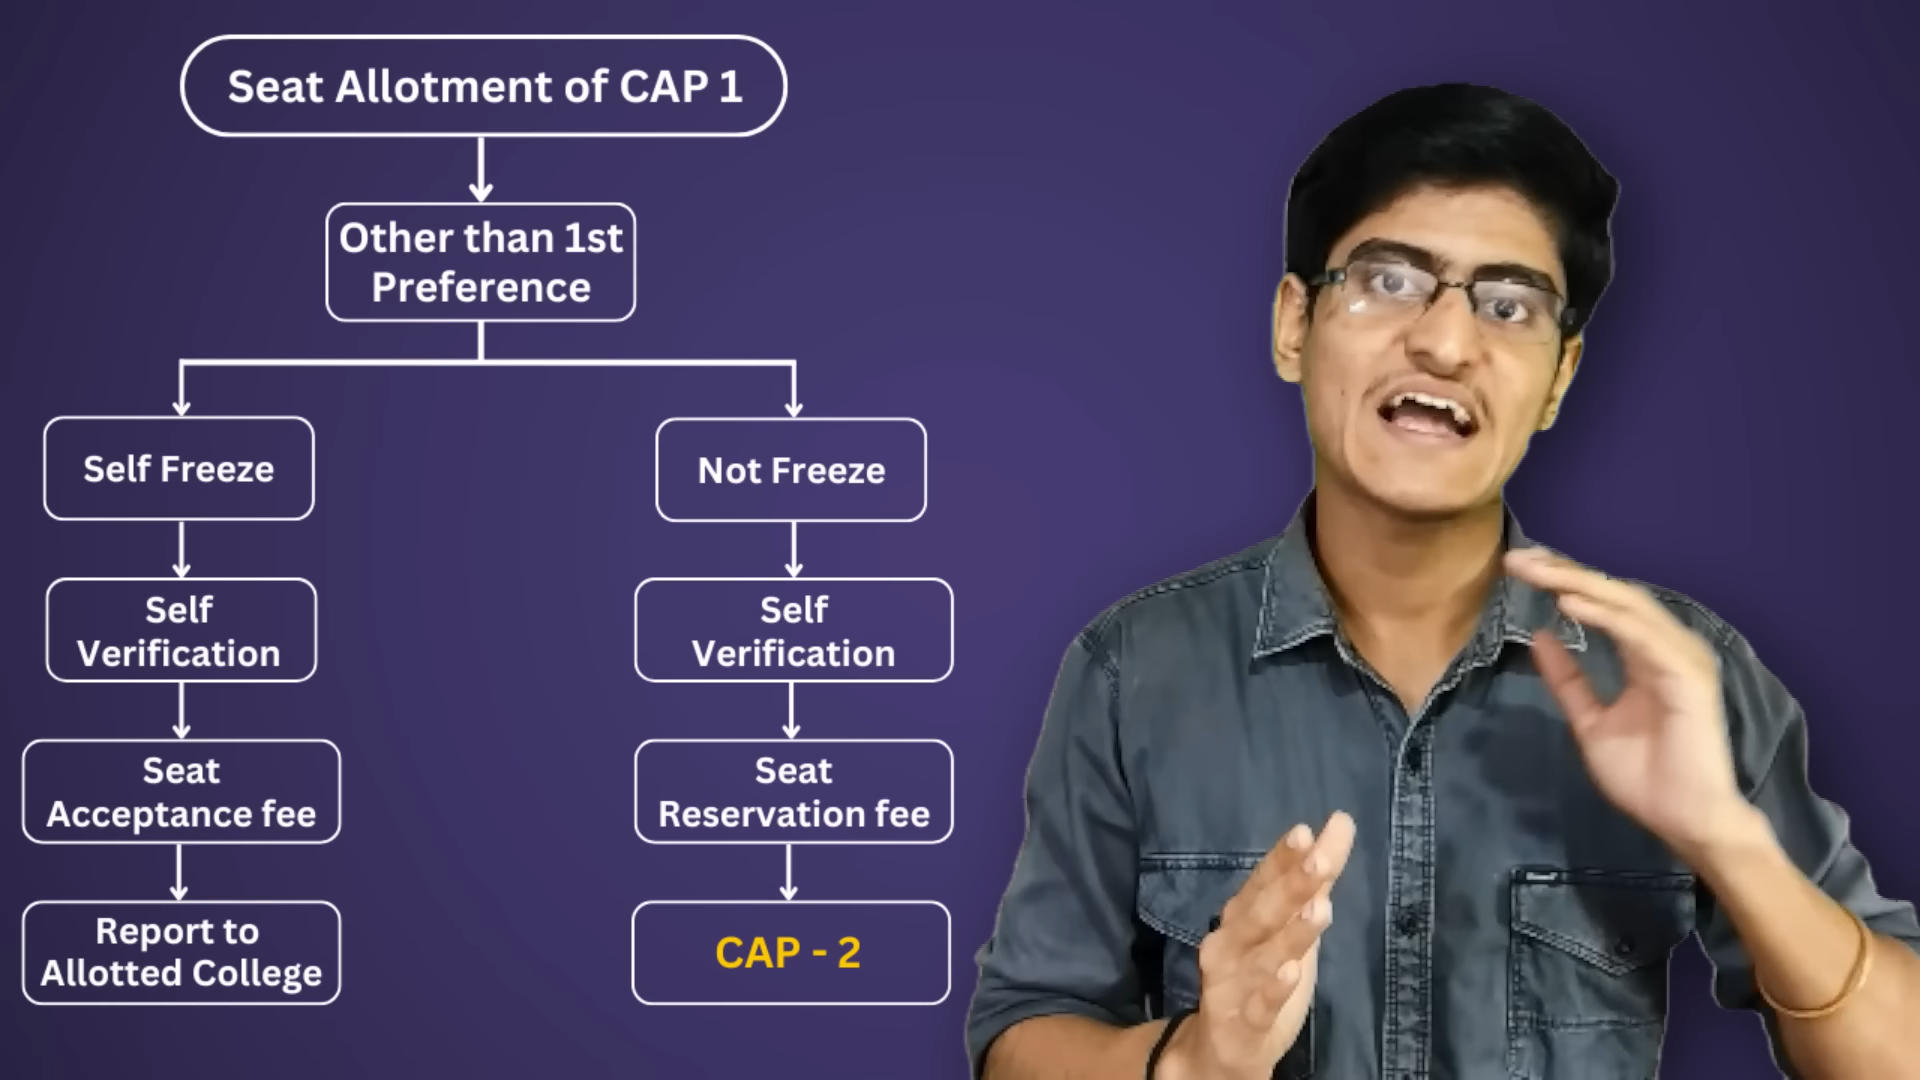 Seat Allotment of CAP 1
Other than 1st
Preference
Self Freeze
Not Freeze
Self
Verification
Self
Verification
Seat
Acceptance fee
Seat
Reservation fee
Report to
Allotted College
CAP - 2